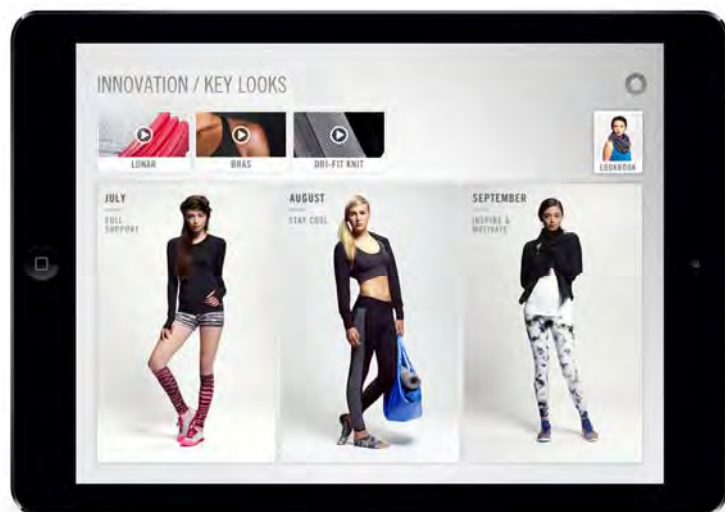 INNOVATION / KEY LOOKS
LUNAR
BRAS
DRI-FIT KNIT
LOOKBOOK
JULY
FULL
SUPPORT
AUGUST
STAY COOL
SEPTEMBER
INSPIRE &
MOTIVATE